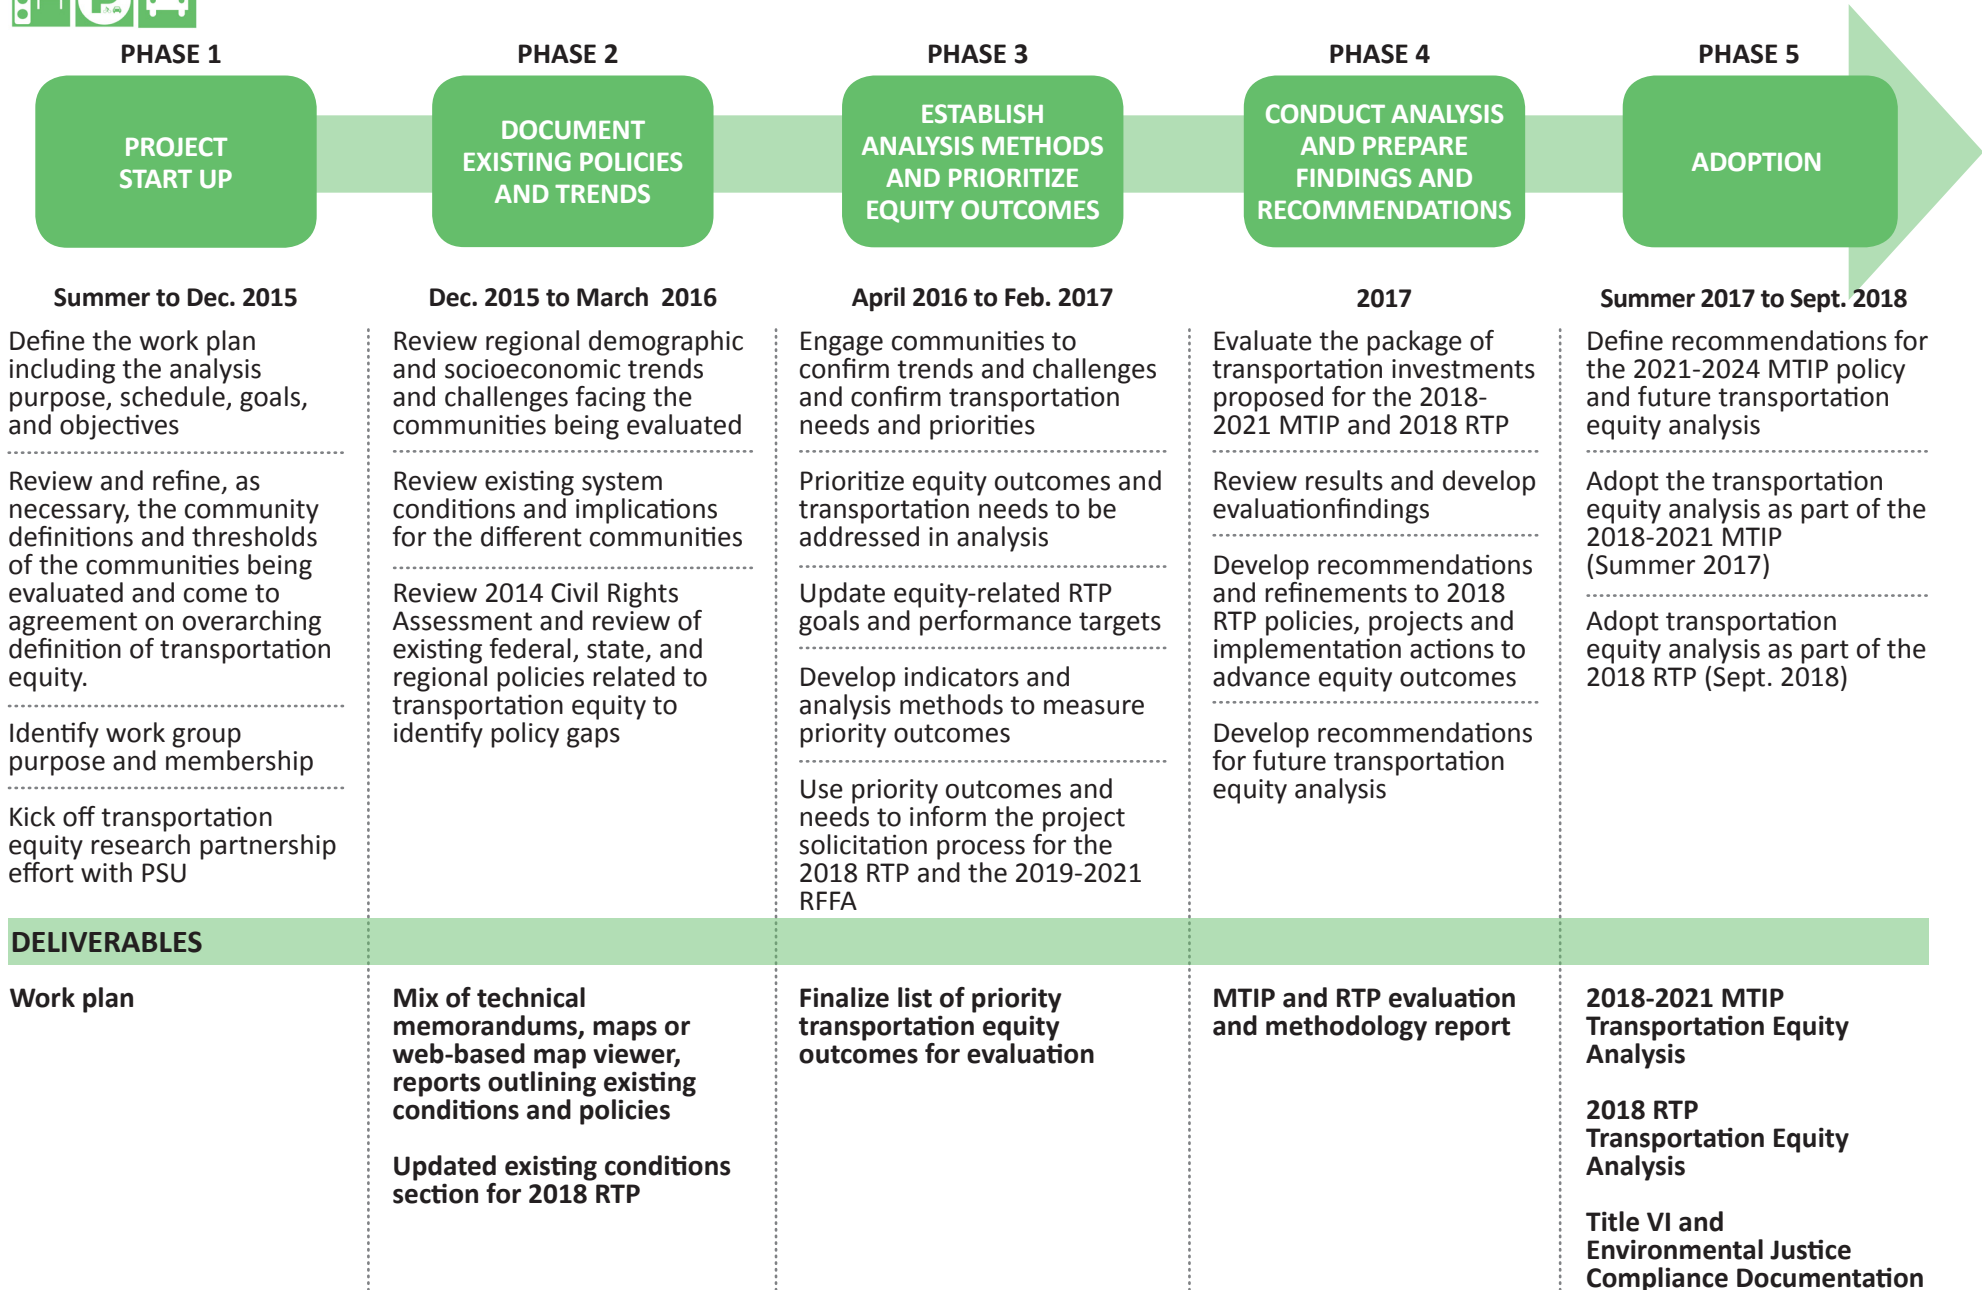 PHASE 1
PROJECT
START UP
Summer to Dec. 2015
Define the work plan
including the analysis
purpose, schedule, goals,
and objectives
Review and refine, as
necessary, the community
definitions and thresholds
of the communities being
evaluated and come to
agreement on overarching
definition of transportation
equity.
Identify work group
purpose and membership
Kick off transportation
equity research partnership
effort with PSU
PHASE 2
DOCUMENT
EXISTING POLICIES
AND TRENDS
Dec. 2015 to March 2016
Review regional demographic
and socioeconomic trends
and challenges facing the
communities being evaluated
Review existing system
conditions and implications
for the different communities
Review 2014 Civil Rights
Assessment and review of
existing federal, state, and
regional policies related to
transportation equity to
identify policy gaps
PHASE 3
ESTABLISH
ANALYSIS METHODS
AND PRIORITIZE
EQUITY OUTCOMES
April 2016 to Feb. 2017
Engage communities to
confirm trends and challenges
and confirm transportation
needs and priorities
Prioritize equity outcomes and
transportation needs to be
addressed in analysis
Update equity-related RTP
goals and performance targets
Develop indicators and
analysis methods to measure
priority outcomes
Use priority outcomes and
needs to inform the project
solicitation process for the
2018 RTP and the 2019-2021
RFFA
PHASE 4
CONDUCT ANALYSIS
AND PREPARE
FINDINGS AND
RECOMMENDATIONS
2017
Evaluate the package of
transportation investments
proposed for the 2018-
2021 MTIP and 2018 RTP
Review results and develop
evaluationfindings
Develop recommendations
and refinements to 2018
RTP policies, projects and
implementation actions to
advance equity outcomes
Develop recommendations
for future transportation
equity analysis
PHASE 5
ADOPTION
Summer 2017 to Sept. 2018
Define recommendations for
the 2021-2024 MTIP policy
and future transportation
equity analysis
Adopt the transportation
equity analysis as part of the
2018-2021 MTIP
(Summer 2017)
Adopt transportation
equity analysis as part of the
2018 RTP (Sept. 2018)
DELIVERABLES
Work plan
Mix of technical
memorandums, maps or
web-based map viewer,
reports outlining existing
conditions and policies
Updated existing conditions
section for 2018 RTP
Finalize list of priority
transportation equity
outcomes for evaluation
MTIP and RTP evaluation
and methodology report
2018-2021 MTIP
Transportation Equity
Analysis
2018 RTP
Transportation Equity
Analysis
Title VI and
Environmental Justice
Compliance Documentation